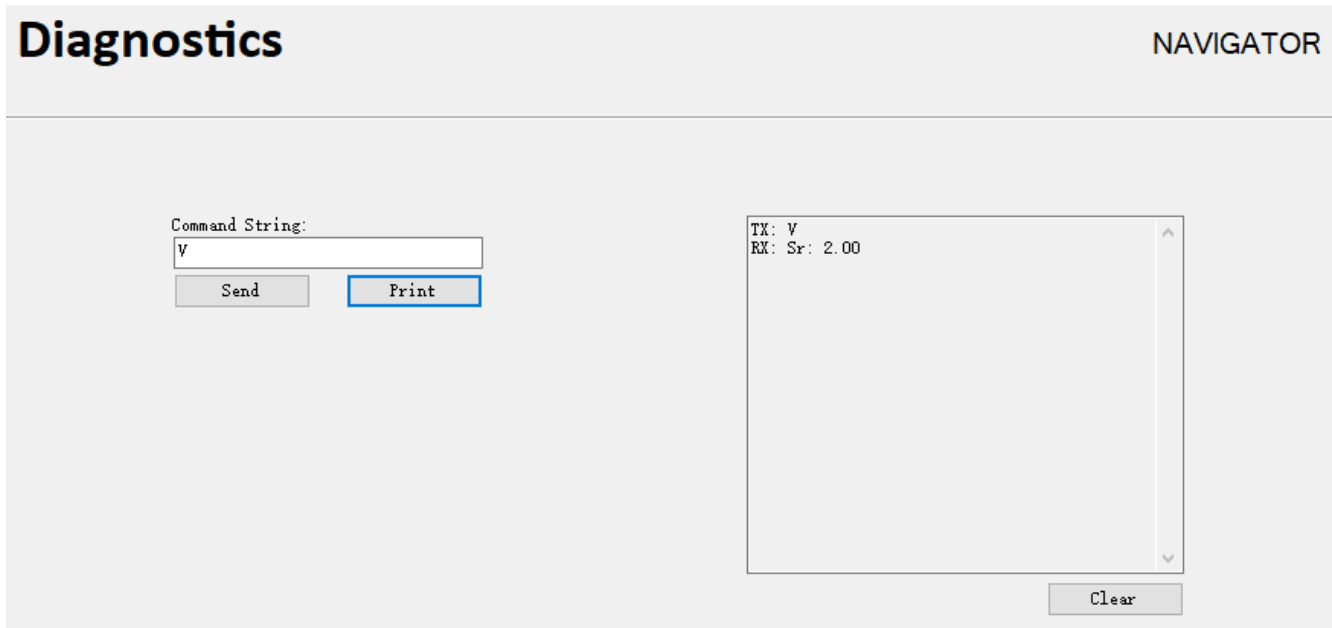 Diagnostics
NAVIGATOR
Command String:
V
Send
Print
TX: V
RX: Sr: 2.00
Clear